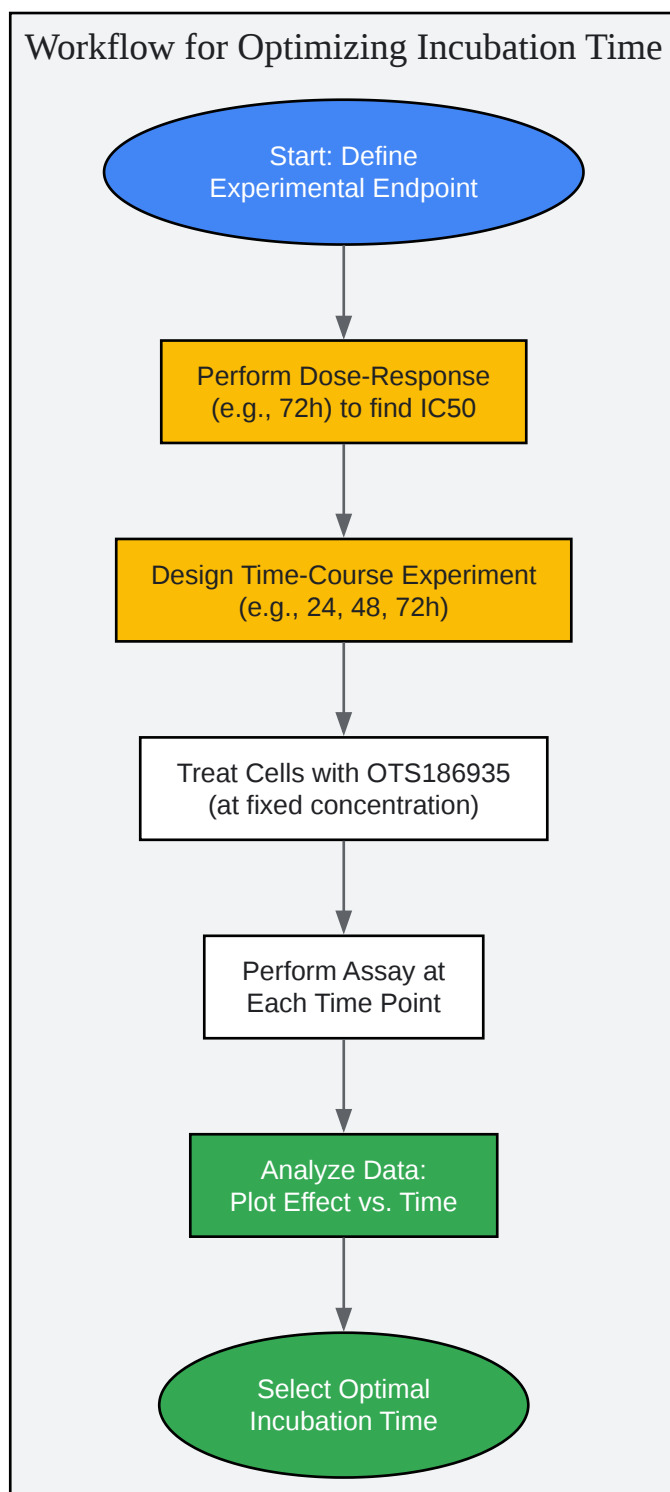 Workflow for Optimizing Incubation Time
Start: Define
Experimental Endpoint
Perform Dose-Response
(e.g., 72h) to find IC50
Design Time-Course Experiment
(e.g., 24, 48, 72h)
Treat Cells with OTS186935
(at fixed concentration)
Perform Assay at
Each Time Point
Analyze Data:
Plot Effect vs. Time
Select Optimal
Incubation Time